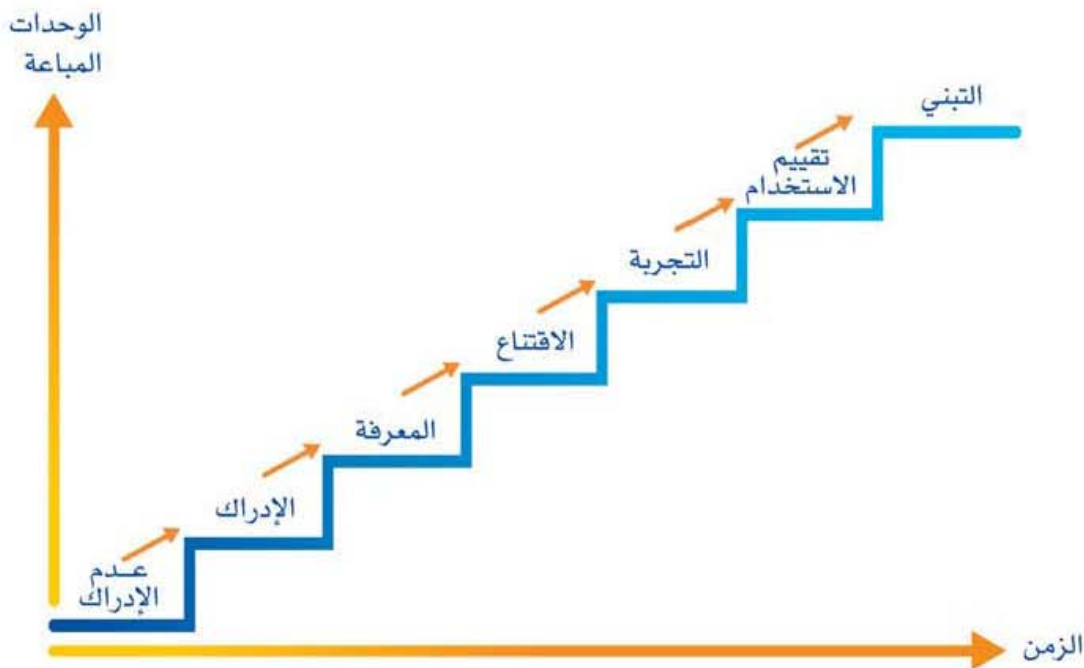 الوحدات
المباعة
التبني
تقييم
الاستخدام
التجربة
الاقتناع
المعرفة
الإدراك
عـدم
الإدراك
الزمن